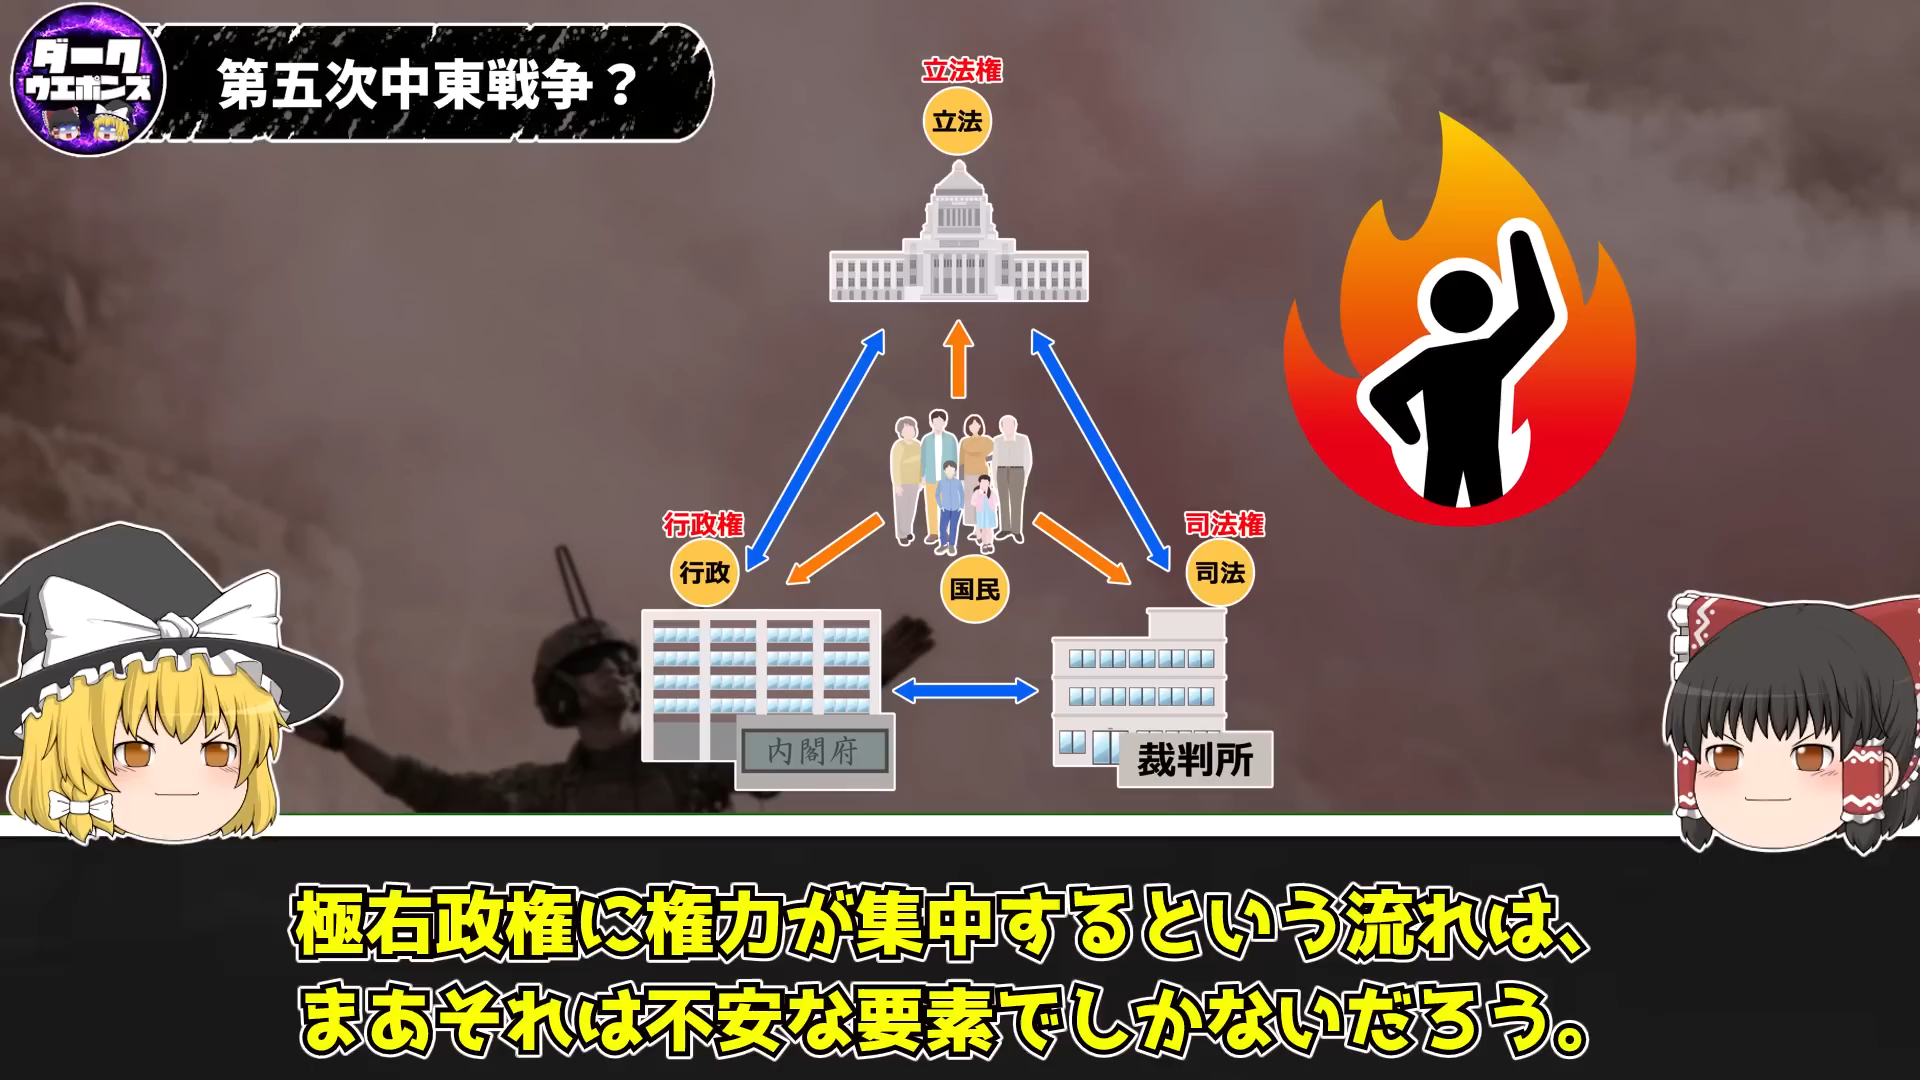 ダーク
ウエポンズ
第五次中東戦争？
立法権
立法
行政権
行政
司法権
司法
国民
内閣府
裁判所
極右政権に権力が集中するという流れは、
まあそれは不安な要素でしかないだろう。